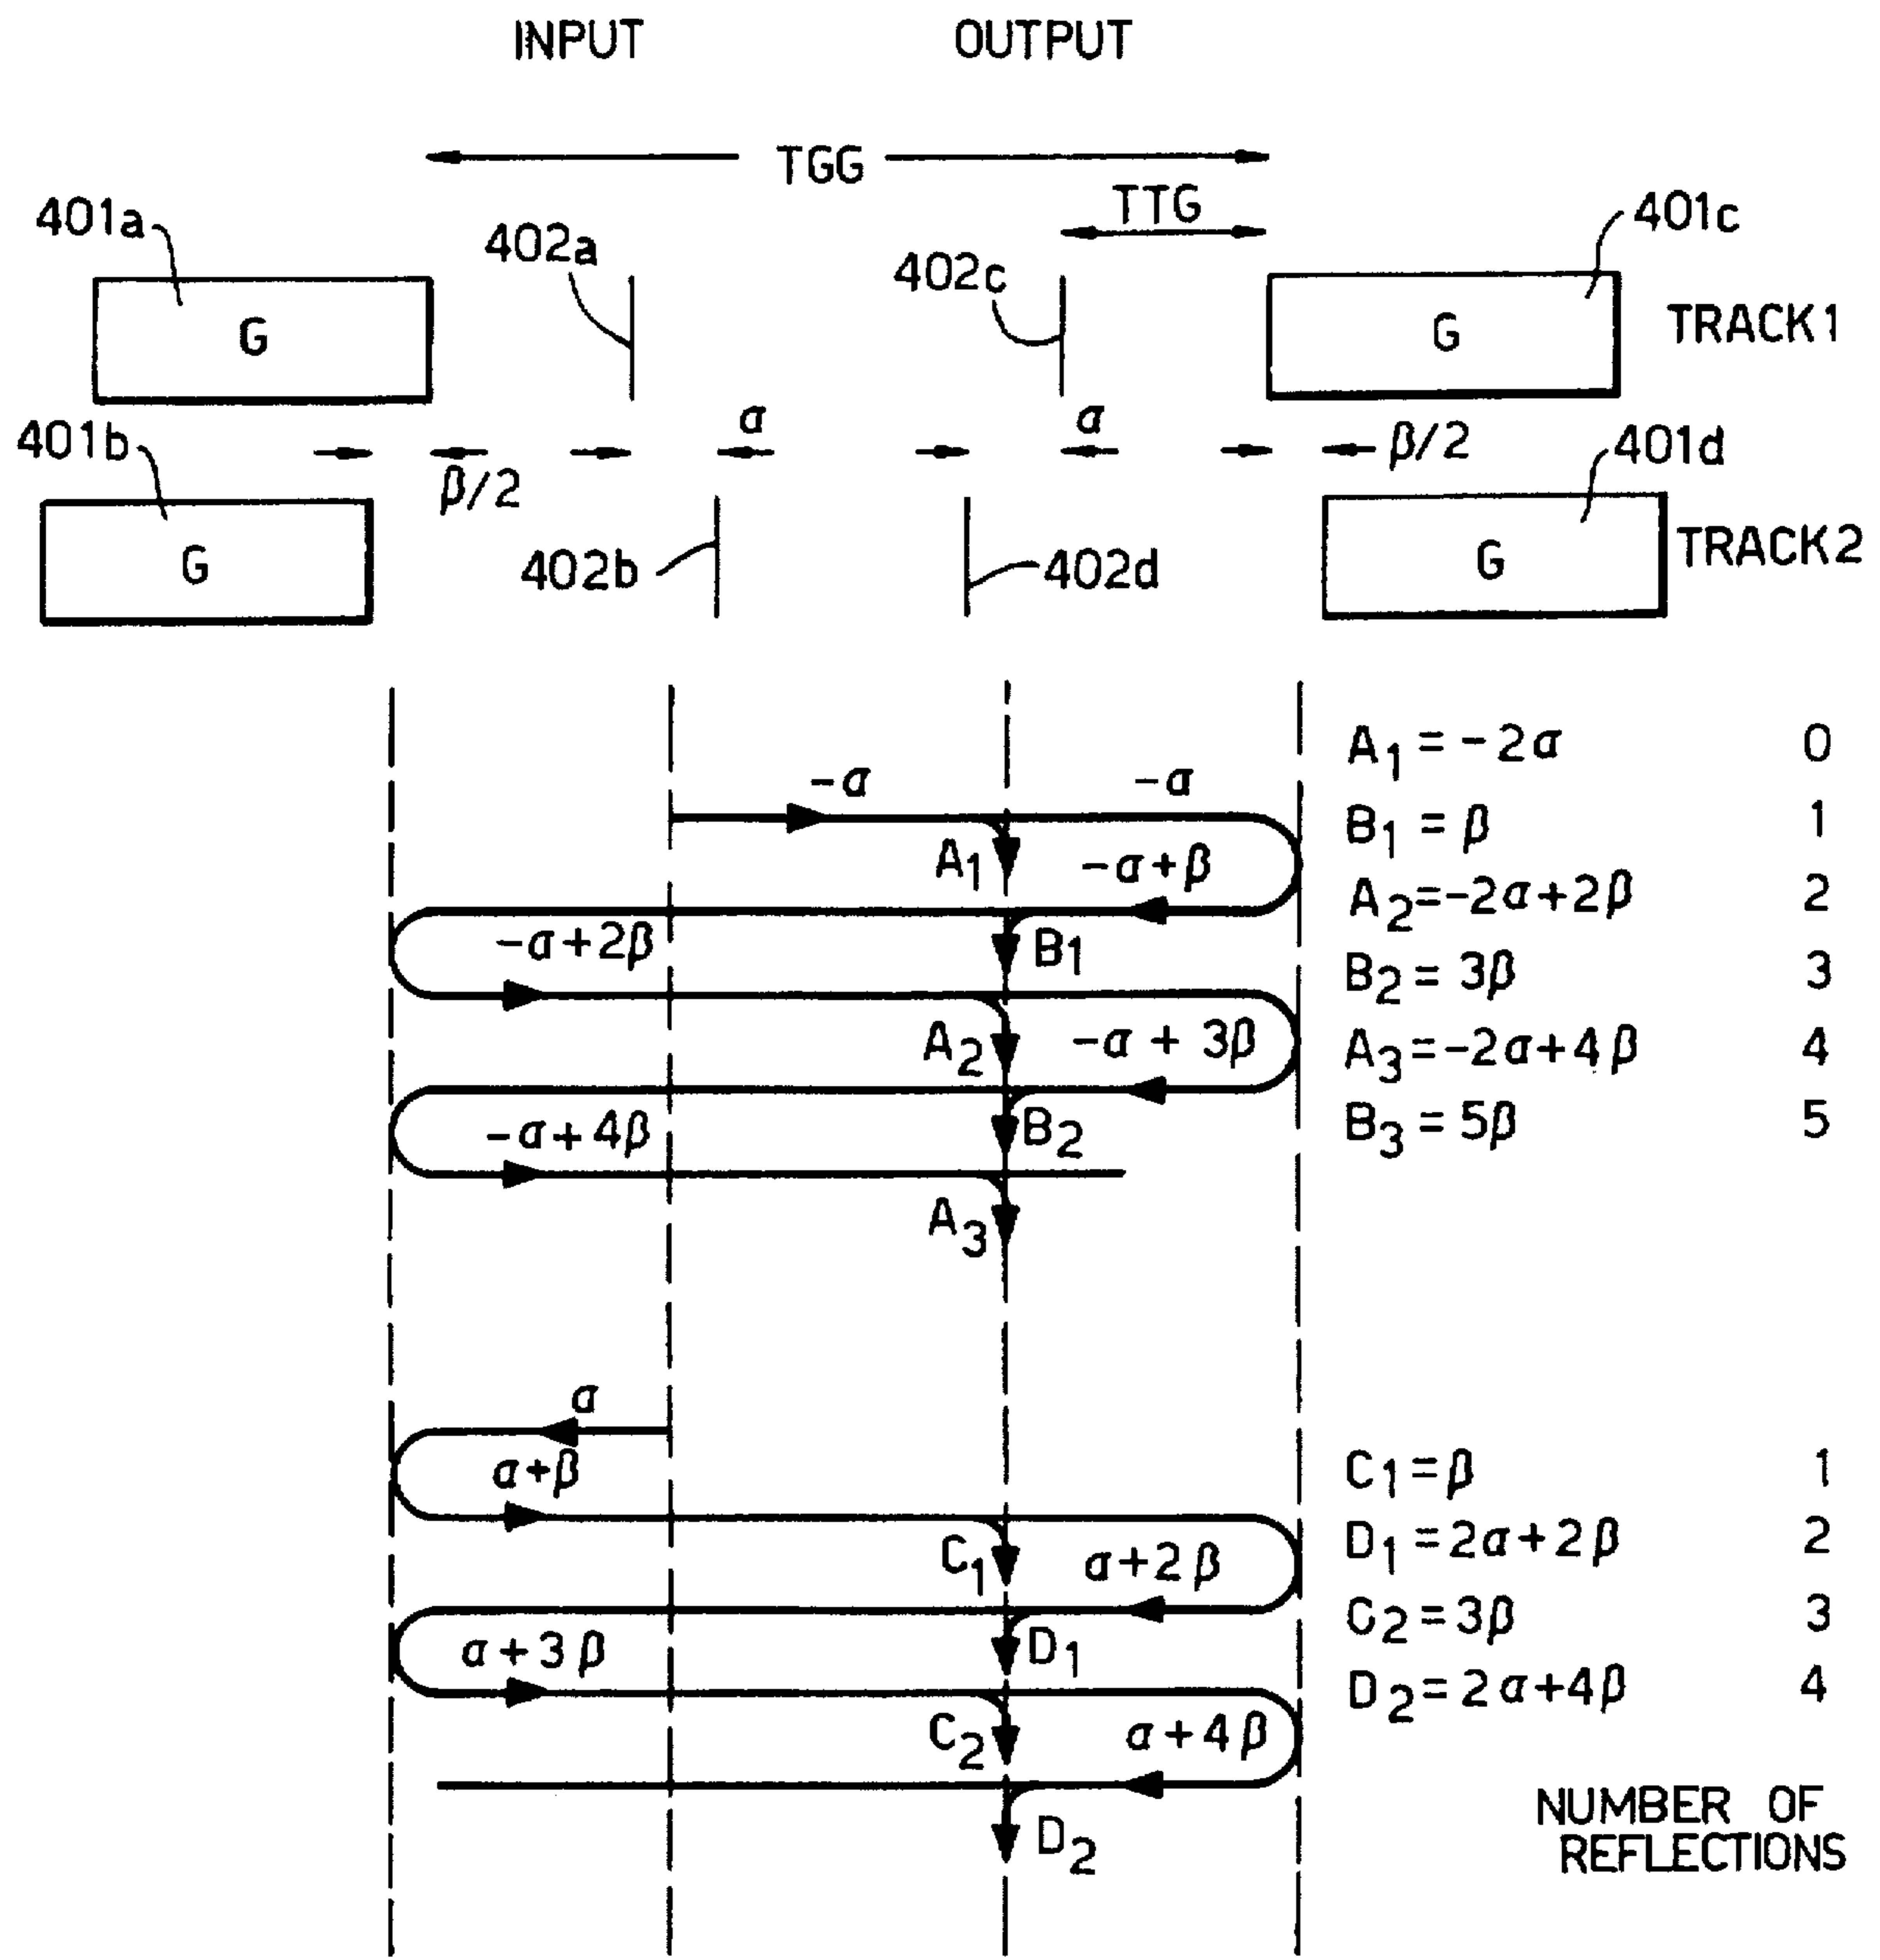 INPUT OUTPUT
TGG
TTG
401a 402a 402c 401c
G G TRACK1
α α
401b β/2 β/2 401d
G 402b 402d G TRACK2
A1 = -2α 0
-α -α
B1 = β 1
A1 -α+β
A2=-2α+2β 2
-α+2β B1
B2 = 3β 3
A2 -α + 3β
A3=-2α+4β 4
-α+4β B2
B3 = 5β 5
A3
α
α+β C1=β 1
C1 α+2β D1=2α+2β 2
α+3β D1 C2=3β 3
C2 α+4β D2=2α+4β 4
D2
NUMBER OF
REFLECTIONS